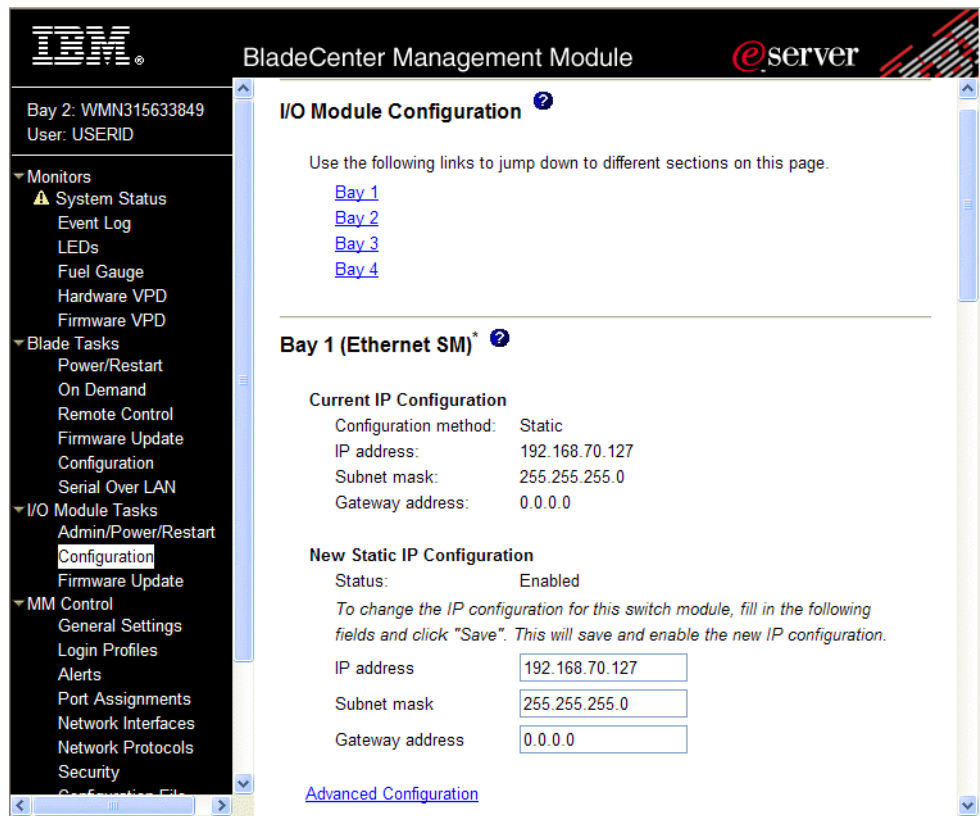 IBM®
BladeCenter Management Module
e server
Bay 2: WMN315633849
User: USERID
Monitors
System Status
Event Log
LEDs
Fuel Gauge
Hardware VPD
Firmware VPD
Blade Tasks
Power/Restart
On Demand
Remote Control
Firmware Update
Configuration
Serial Over LAN
I/O Module Tasks
Admin/Power/Restart
Configuration
Firmware Update
MM Control
General Settings
Login Profiles
Alerts
Port Assignments
Network Interfaces
Network Protocols
Security
Configuration File
I/O Module Configuration ?
Use the following links to jump down to different sections on this page.
Bay 1
Bay 2
Bay 3
Bay 4
Bay 1 (Ethernet SM)* ?
Current IP Configuration
Configuration method: Static
IP address: 192.168.70.127
Subnet mask: 255.255.255.0
Gateway address: 0.0.0.0
New Static IP Configuration
Status: Enabled
To change the IP configuration for this switch module, fill in the following
fields and click "Save". This will save and enable the new IP configuration.
IP address 192.168.70.127
Subnet mask 255.255.255.0
Gateway address 0.0.0.0
Advanced Configuration